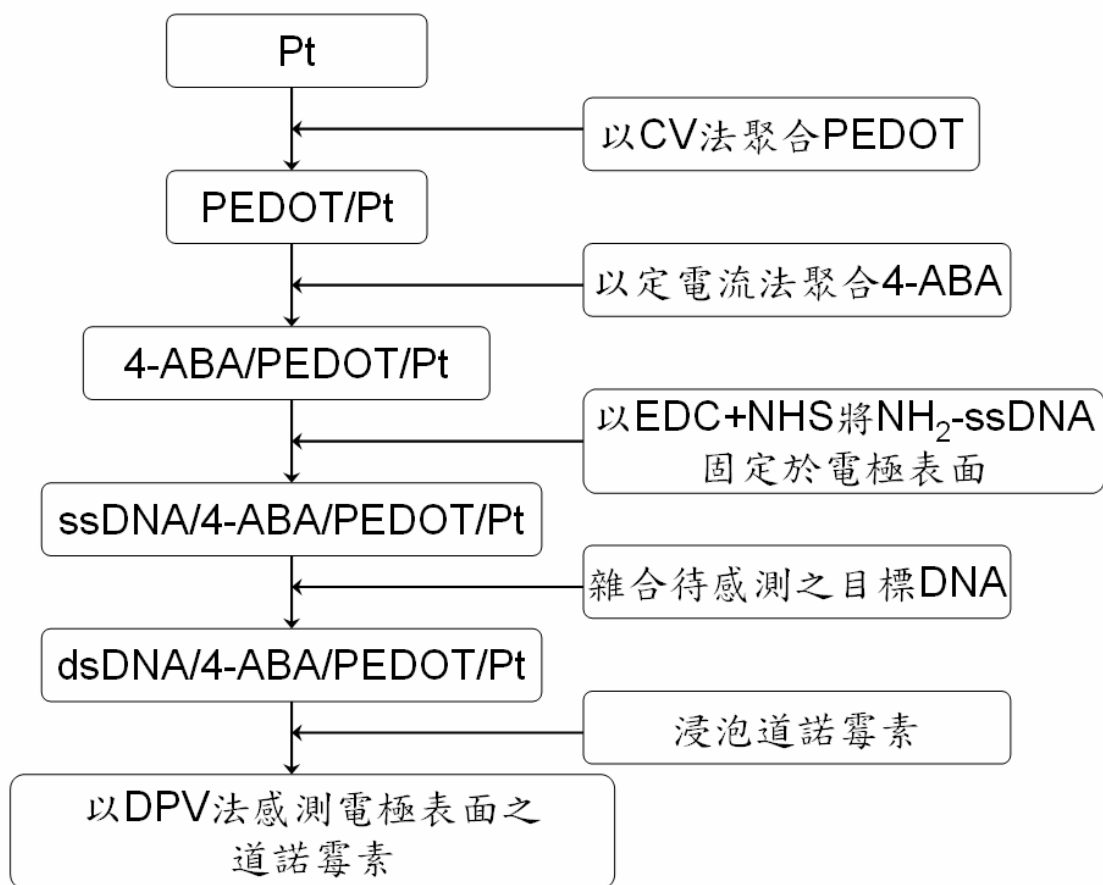 Pt
以CV法聚合PEDOT
PEDOT/Pt
以定電流法聚合4-ABA
4-ABA/PEDOT/Pt
以EDC+NHS將NH₂-ssDNA
固定於電極表面
ssDNA/4-ABA/PEDOT/Pt
雜合待感測之目標DNA
dsDNA/4-ABA/PEDOT/Pt
浸泡道諾霉素
以DPV法感測電極表面之
道諾霉素